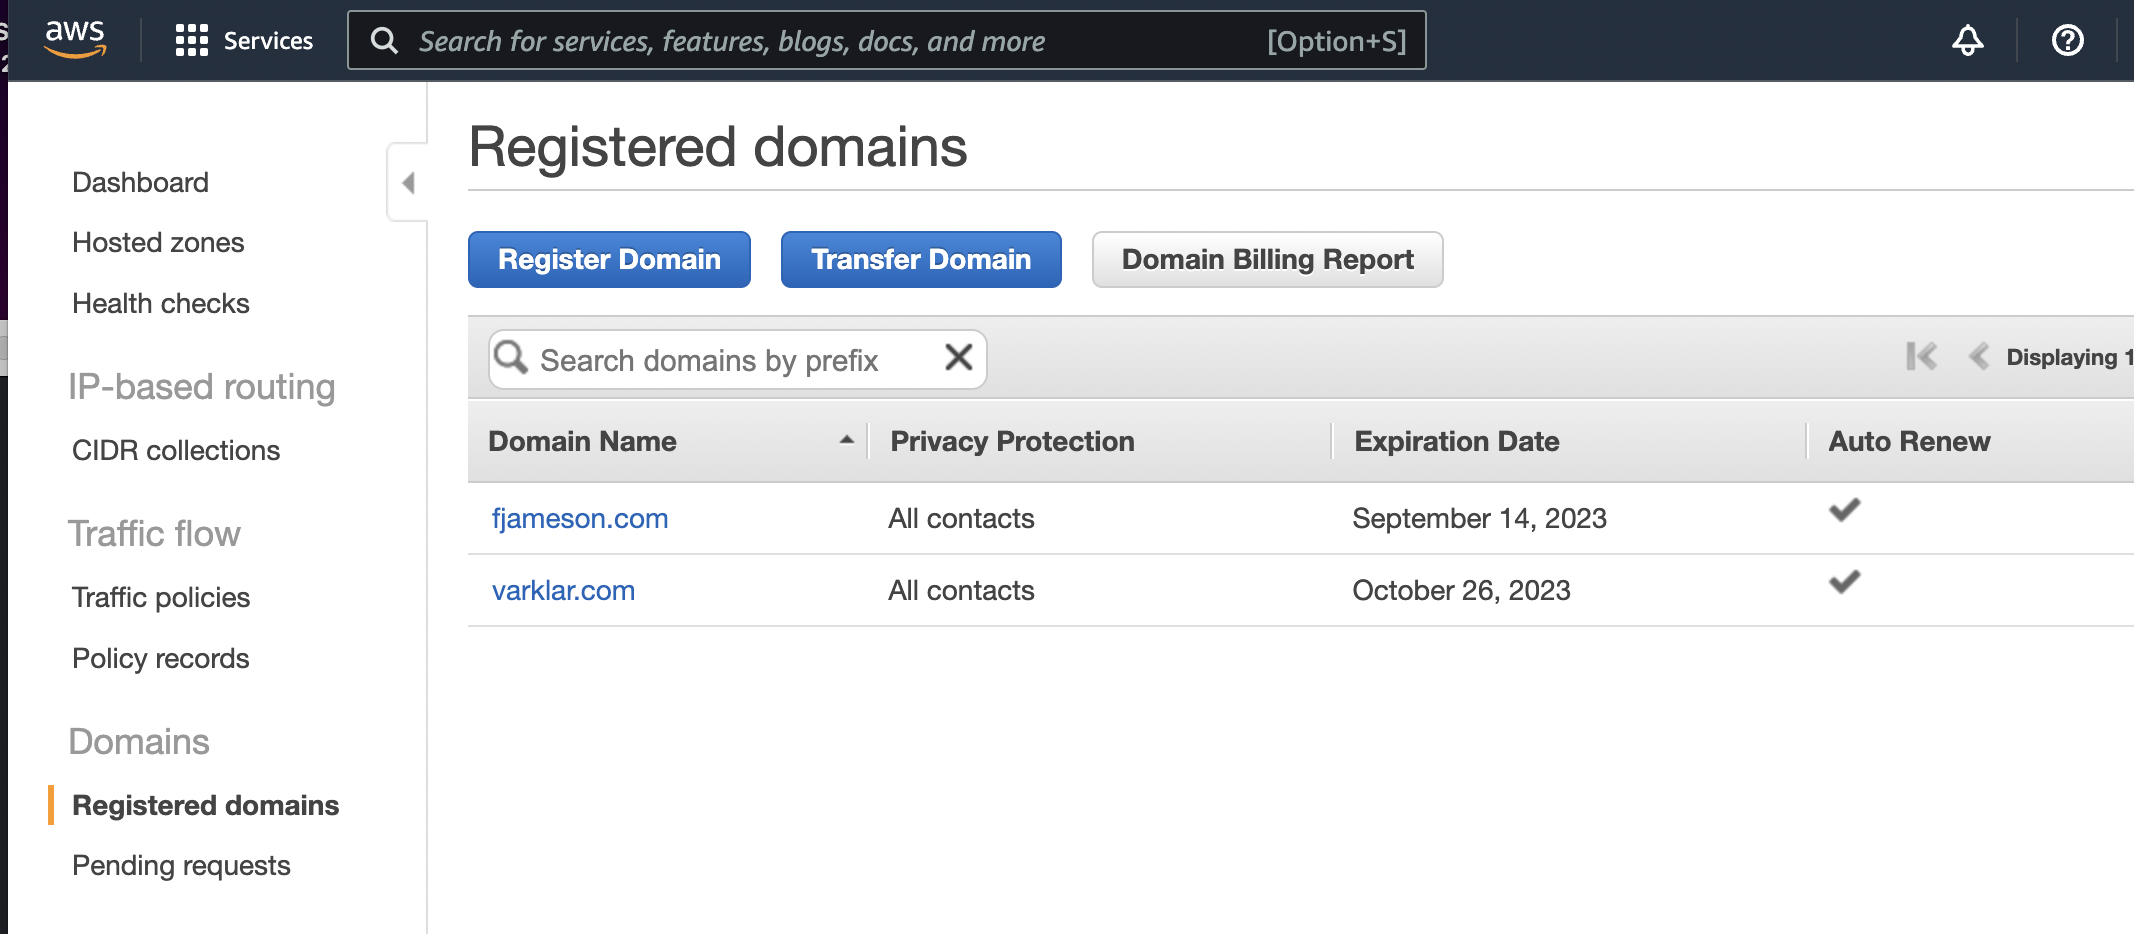 aws
Services
Search for services, features, blogs, docs, and more
[Option+S]
Dashboard
Hosted zones
Health checks
IP-based routing
CIDR collections
Traffic flow
Traffic policies
Policy records
Domains
Registered domains
Pending requests
Registered domains
Register Domain
Transfer Domain
Domain Billing Report
Search domains by prefix
Displaying 1
Domain Name
Privacy Protection
Expiration Date
Auto Renew
fjameson.com
All contacts
September 14, 2023
varklar.com
All contacts
October 26, 2023